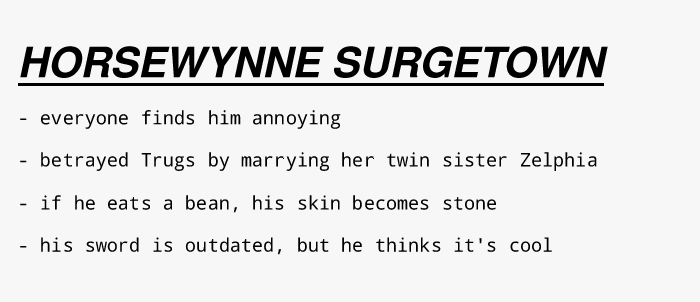 HORSEWYNNE SURGETOWN
- everyone finds him annoying
- betrayed Trugs by marrying her twin sister Zelphia
- if he eats a bean, his skin becomes stone
- his sword is outdated, but he thinks it's cool